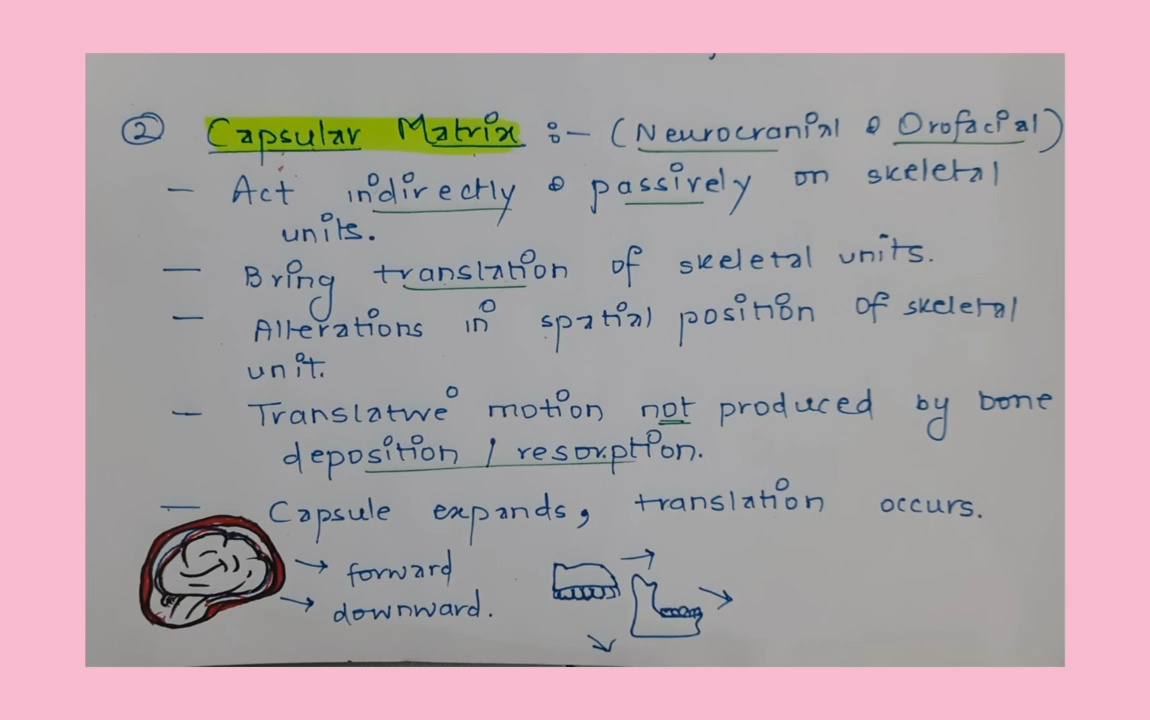 ② Capsular Matrix :- (Neurocranial & Orofacial)
- Act indirectly & passively on skeletal
units.
- Bring translation of skeletal units.
- Alterations in spatial position of skeletal
unit.
- Translative motion not produced by bone
deposition / resorption.
- Capsule expands, translation occurs.
→ forward
→ downward.